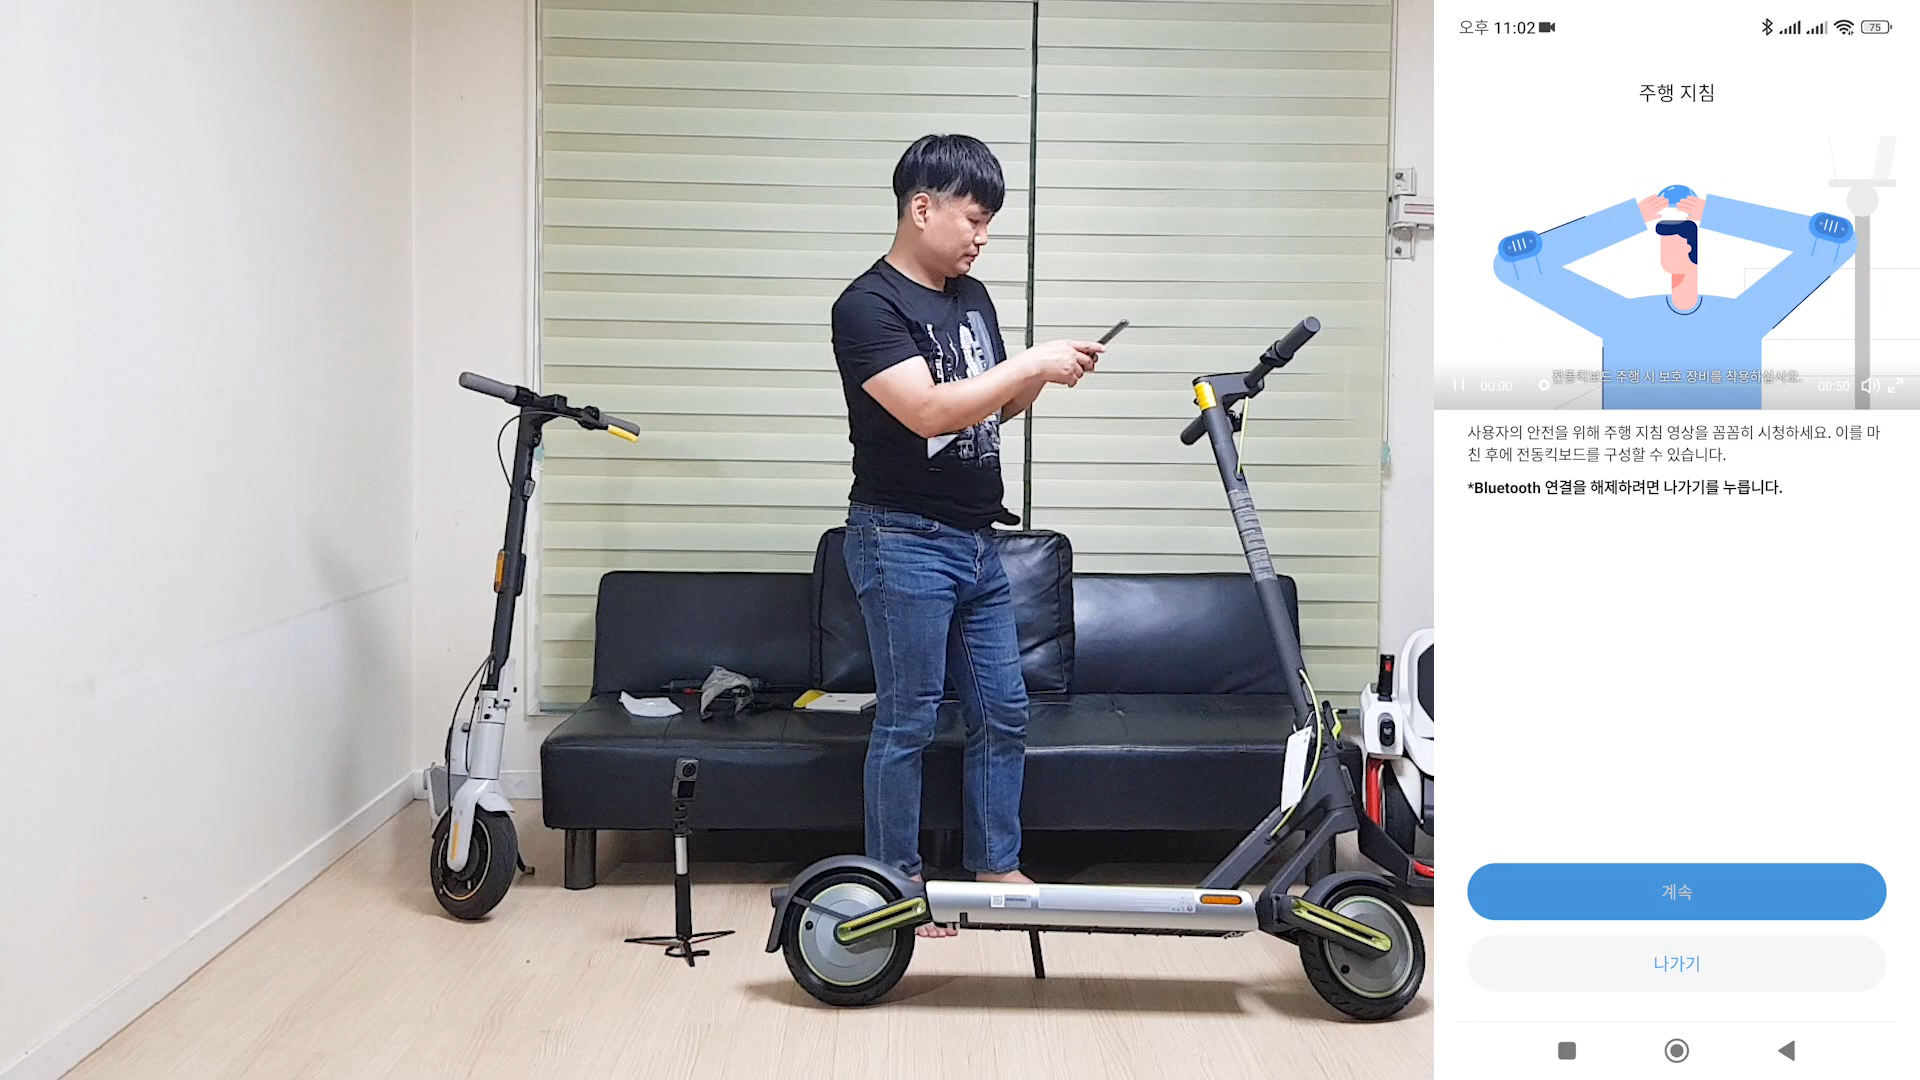 오후 11:02
75
주행 지침
전동킥보드 주행 시 보호 장비를 착용하십시오.
00:00
00:50
사용자의 안전을 위해 주행 지침 영상을 꼼꼼히 시청하세요. 이를 마
친 후에 전동킥보드를 구성할 수 있습니다.
*Bluetooth 연결을 해제하려면 나가기를 누릅니다.
계속
나가기